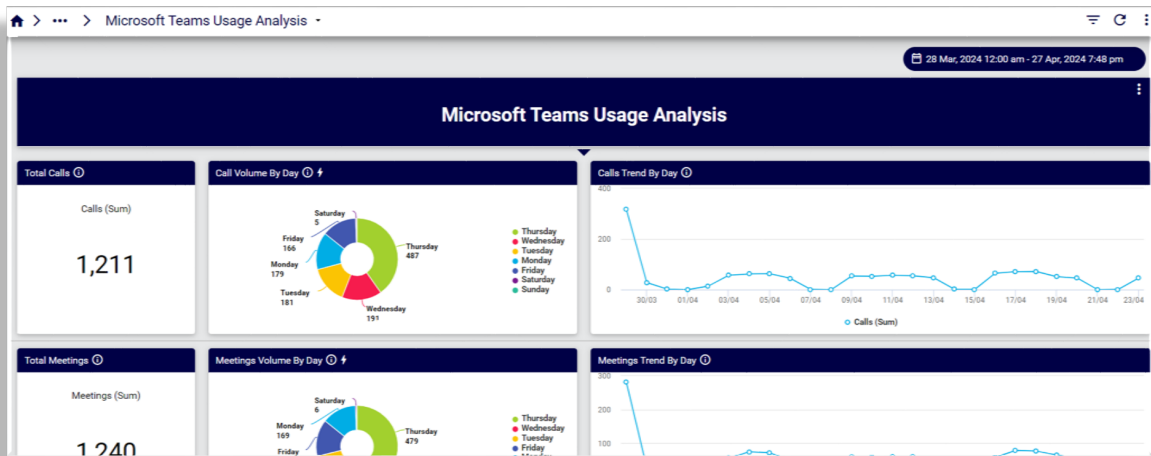 Microsoft Teams Usage Analysis
28 Mar, 2024 12:00 am - 27 Apr, 2024 7:48 pm
Microsoft Teams Usage Analysis
Total Calls
Calls (Sum)
1,211
Call Volume By Day
Saturday
5
Friday
166
Monday
179
Tuesday
181
Wednesday
Thursday
487
Thursday
Wednesday
Tuesday
Monday
Friday
Saturday
Sunday
Calls Trend By Day
400
200
0
30/03 01/04 03/04 05/04 07/04 09/04 11/04 13/04 15/04 17/04 19/04 21/04 23/04
Calls (Sum)
Total Meetings
Meetings (Sum)
1,240
Meetings Volume By Day
Saturday
6
Monday
169
Friday
Thursday
479
Thursday
Wednesday
Tuesday
Friday
Meetings Trend By Day
300
200
100